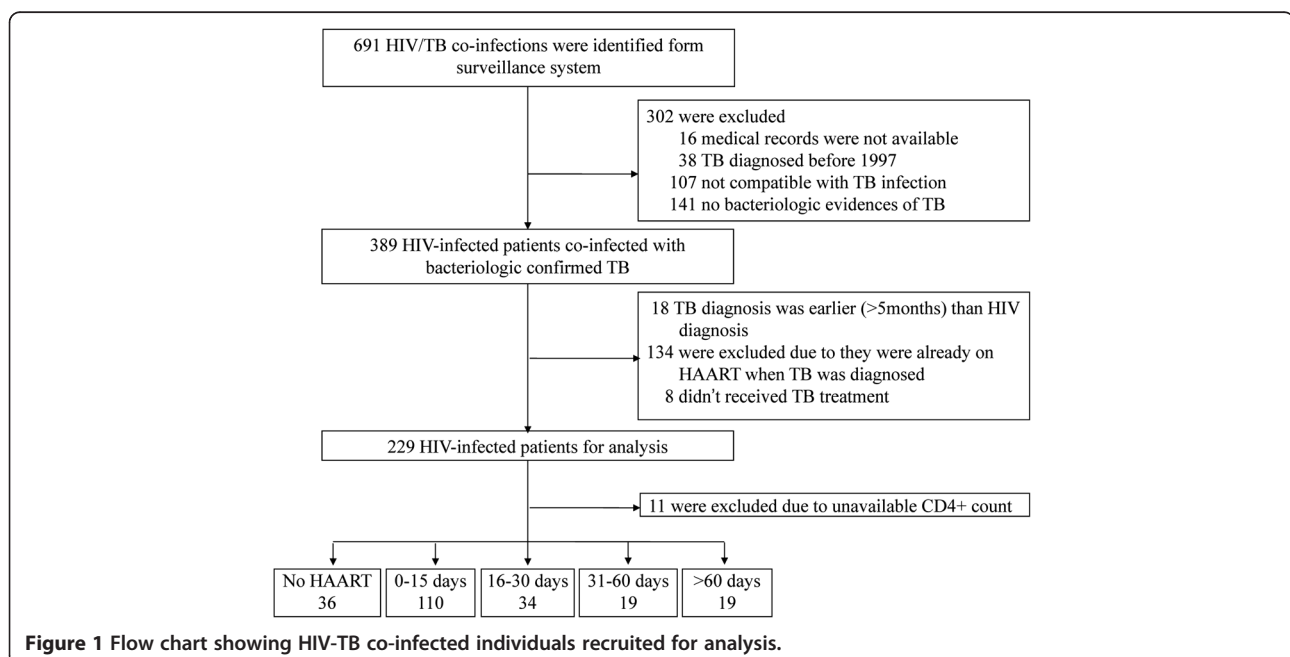 691 HIV/TB co-infections were identified form
surveillance system
302 were excluded
16 medical records were not available
38 TB diagnosed before 1997
107 not compatible with TB infection
141 no bacteriologic evidences of TB
389 HIV-infected patients co-infected with
bacteriologic confirmed TB
18 TB diagnosis was earlier (>5months) than HIV
diagnosis
134 were excluded due to they were already on
HAART when TB was diagnosed
8 didn't received TB treatment
229 HIV-infected patients for analysis
11 were excluded due to unavailable CD4+ count
No HAART
36
0-15 days
110
16-30 days
34
31-60 days
19
>60 days
19
Figure 1 Flow chart showing HIV-TB co-infected individuals recruited for analysis.